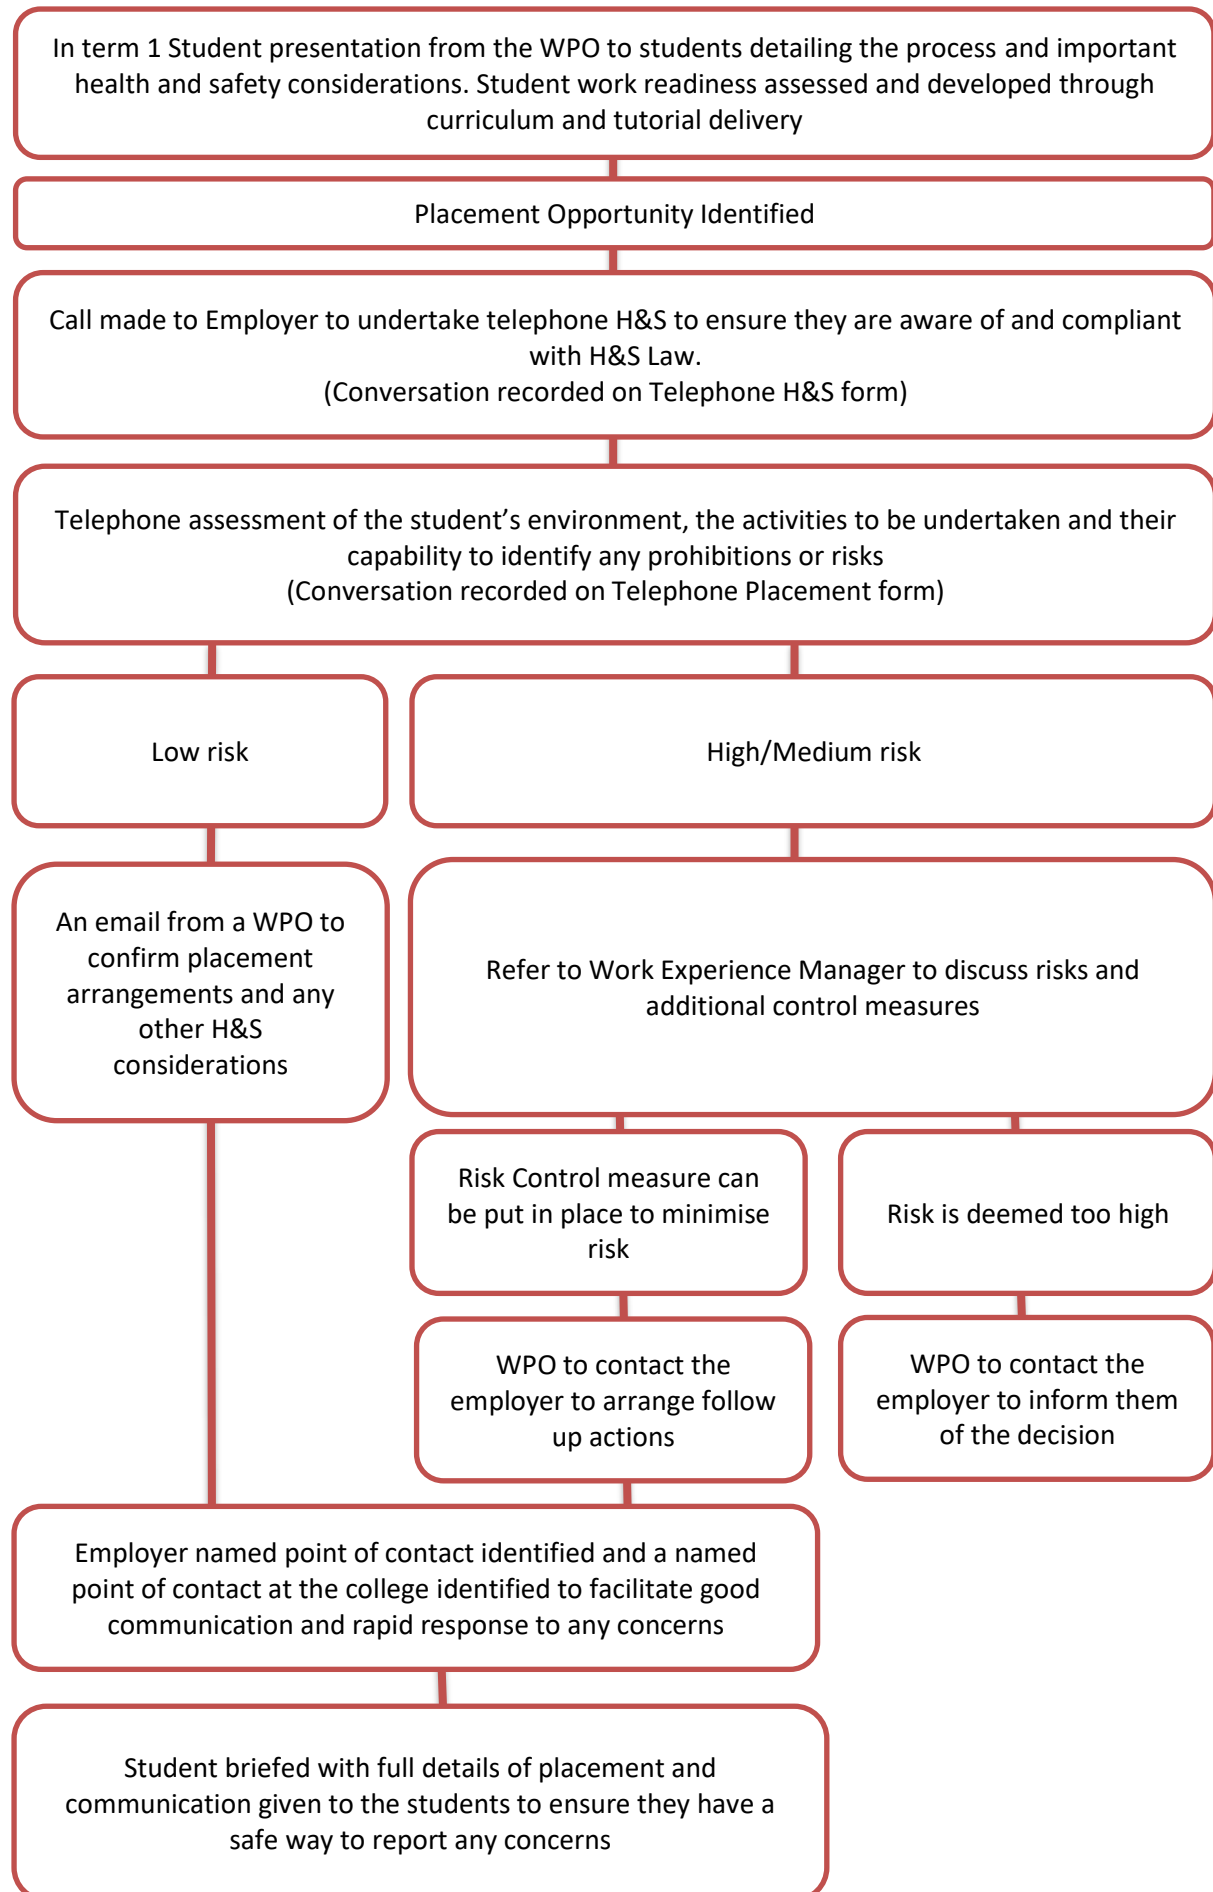 In term 1 Student presentation from the WPO to students detailing the process and important
health and safety considerations. Student work readiness assessed and developed through
curriculum and tutorial delivery
Placement Opportunity Identified
Call made to Employer to undertake telephone H&S to ensure they are aware of and compliant
with H&S Law.
(Conversation recorded on Telephone H&S form)
Telephone assessment of the student’s environment, the activities to be undertaken and their
capability to identify any prohibitions or risks
(Conversation recorded on Telephone Placement form)
Low risk
High/Medium risk
An email from a WPO to
confirm placement
arrangements and any
other H&S
considerations
Refer to Work Experience Manager to discuss risks and
additional control measures
Risk Control measure can
be put in place to minimise
risk
Risk is deemed too high
WPO to contact the
employer to arrange follow
up actions
WPO to contact the
employer to inform them
of the decision
Employer named point of contact identified and a named
point of contact at the college identified to facilitate good
communication and rapid response to any concerns
Student briefed with full details of placement and
communication given to the students to ensure they have a
safe way to report any concerns